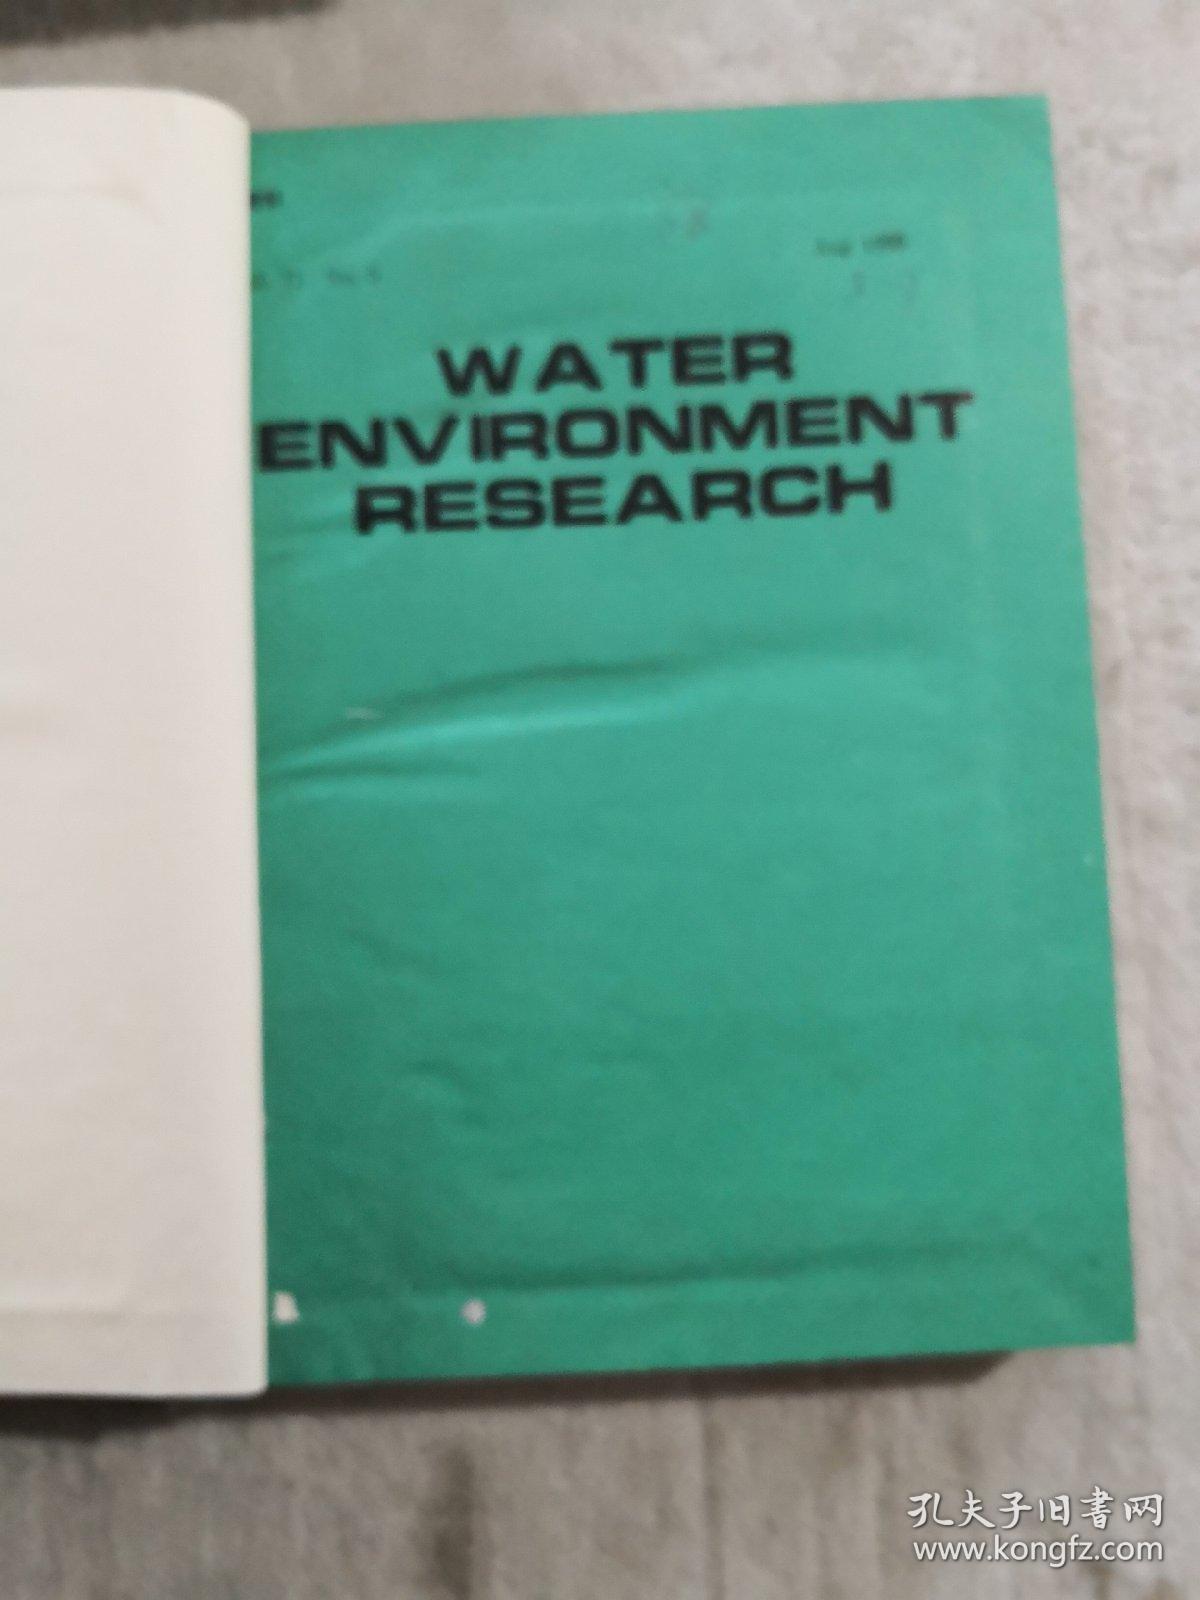 WATER
ENVIRONMENT
RESEARCH
孔夫子旧书网
www.kongfz.com